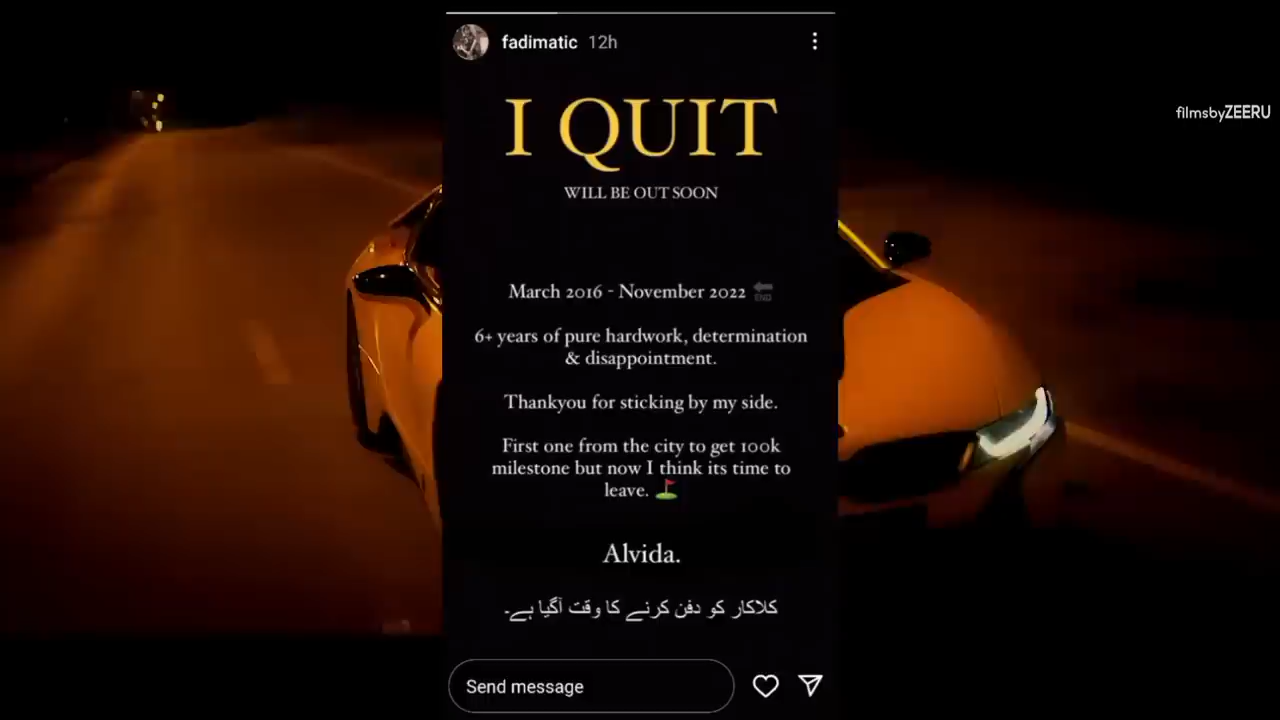 fadimatic 12h
filmsbyZEERU
I QUIT
WILL BE OUT SOON
March 2016 - November 2022 🔚
6+ years of pure hardwork, determination
& disappointment.
Thankyou for sticking by my side.
First one from the city to get 100k
milestone but now I think its time to
leave. ⛳
Alvida.
کلاکار کو دفن کرنے کا وقت آگیا ہے۔
Send message